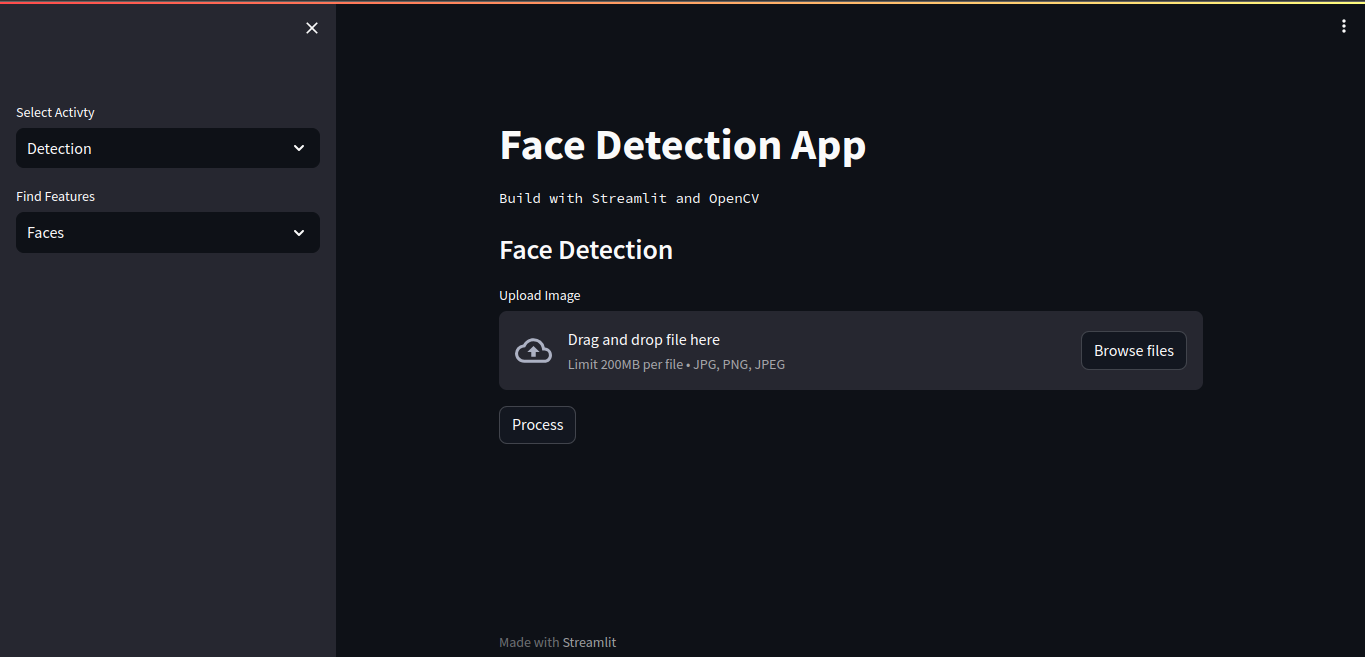 Select Activty
Detection
Find Features
Faces
Face Detection App
Build with Streamlit and OpenCV
Face Detection
Upload Image
Drag and drop file here
Limit 200MB per file • JPG, PNG, JPEG
Browse files
Process
Made with Streamlit